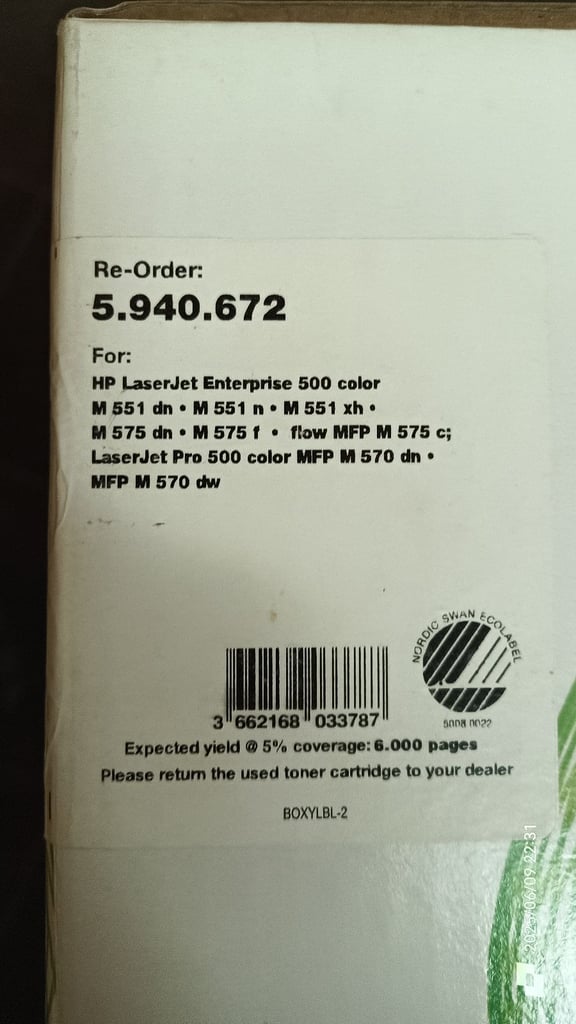 Re-Order:
5.940.672
For:
HP LaserJet Enterprise 500 color
M 551 dn • M 551 n • M 551 xh •
M 575 dn • M 575 f • flow MFP M 575 c;
LaserJet Pro 500 color MFP M 570 dn •
MFP M 570 dw
NORDIC SWAN ECOLABEL
5008 0022
3 662168 033787
Expected yield @ 5% coverage: 6.000 pages
Please return the used toner cartridge to your dealer
BOXYLBL-2